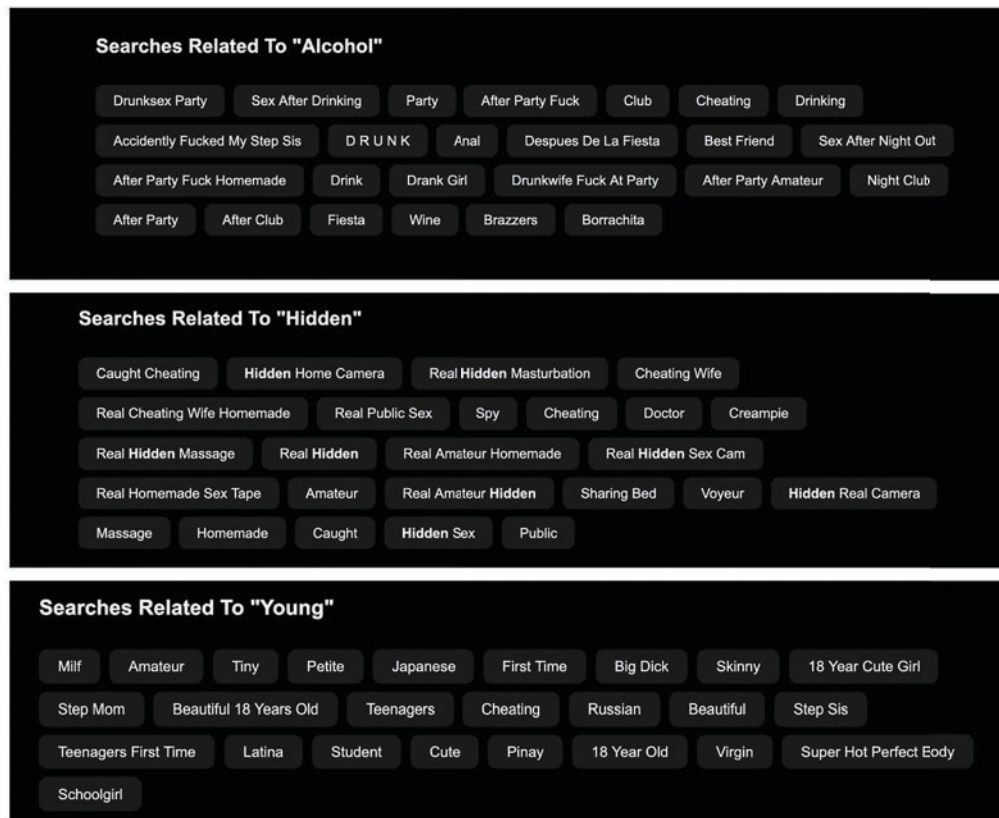 Searches Related To "Alcohol"
Drunksex Party Sex After Drinking Party After Party Fuck Club Cheating Drinking
Accidently Fucked My Step Sis D R U N K Anal Despues De La Fiesta Best Friend Sex After Night Out
After Party Fuck Homemade Drink Drank Girl Drunkwife Fuck At Party After Party Amateur Night Club
After Party After Club Fiesta Wine Brazzers Borrachita
Searches Related To "Hidden"
Caught Cheating Hidden Home Camera Real Hidden Masturbation Cheating Wife
Real Cheating Wife Homemade Real Public Sex Spy Cheating Doctor Creampie
Real Hidden Massage Real Hidden Real Amateur Homemade Real Hidden Sex Cam
Real Homemade Sex Tape Amateur Real Amateur Hidden Sharing Bed Voyeur Hidden Real Camera
Massage Homemade Caught Hidden Sex Public
Searches Related To "Young"
Milf Amateur Tiny Petite Japanese First Time Big Dick Skinny 18 Year Cute Girl
Step Mom Beautiful 18 Years Old Teenagers Cheating Russian Beautiful Step Sis
Teenagers First Time Latina Student Cute Pinay 18 Year Old Virgin Super Hot Perfect Eody
Schoolgirl